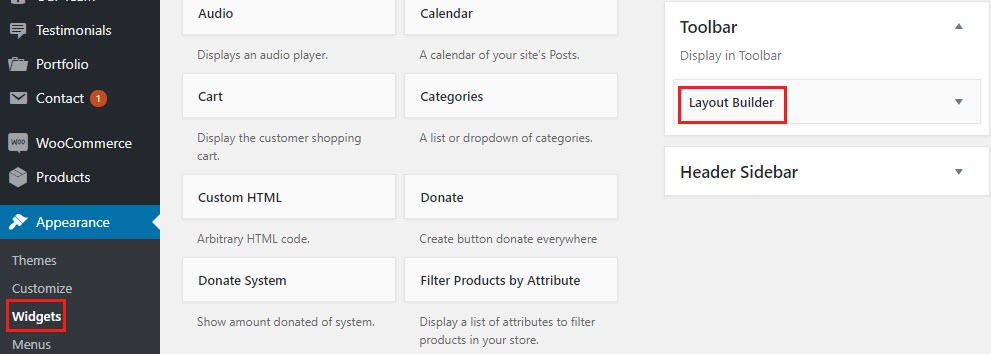 Our Team
Testimonials
Portfolio
Contact 1
WOO WooCommerce
Products
Appearance
Themes
Customize
Widgets
Menus
Audio
Displays an audio player.
Calendar
A calendar of your site's Posts.
Cart
Display the customer shopping
cart.
Categories
A list or dropdown of categories.
Custom HTML
Arbitrary HTML code.
Donate
Create button donate everywhere
Donate System
Show amount donated of system.
Filter Products by Attribute
Display a list of attributes to filter
products in your store.
Toolbar
Display in Toolbar
Layout Builder
Header Sidebar